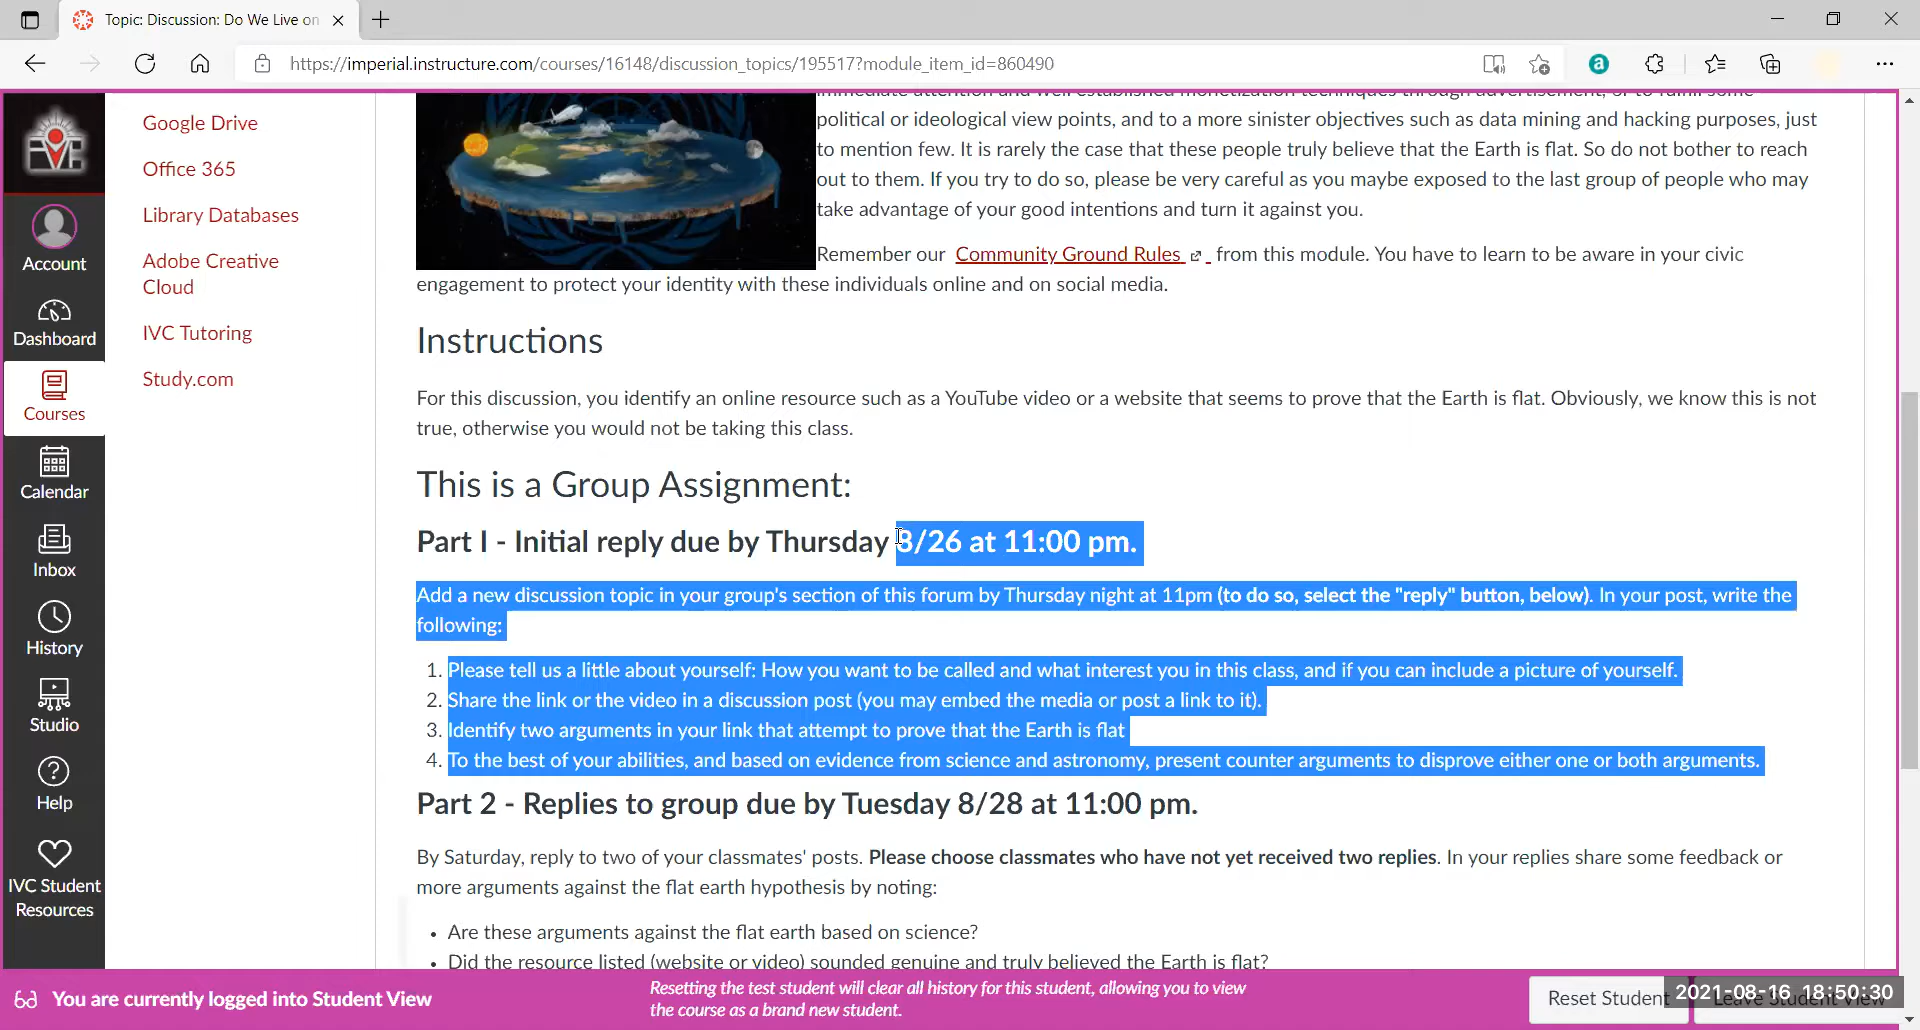 Topic: Discussion: Do We Live on
https://imperial.instructure.com/courses/16148/discussion_topics/195517?module_item_id=860490
Account
Dashboard
Courses
Calendar
Inbox
History
Studio
Help
IVC Student
Resources
Google Drive
Office 365
Library Databases
Adobe Creative
Cloud
IVC Tutoring
Study.com
immediate attention and well established monetization techniques through advertisement, or to fulfill some
political or ideological view points, and to a more sinister objectives such as data mining and hacking purposes, just
to mention few. It is rarely the case that these people truly believe that the Earth is flat. So do not bother to reach
out to them. If you try to do so, please be very careful as you maybe exposed to the last group of people who may
take advantage of your good intentions and turn it against you.
Remember our Community Ground Rules from this module. You have to learn to be aware in your civic
engagement to protect your identity with these individuals online and on social media.
Instructions
For this discussion, you identify an online resource such as a YouTube video or a website that seems to prove that the Earth is flat. Obviously, we know this is not
true, otherwise you would not be taking this class.
This is a Group Assignment:
Part I - Initial reply due by Thursday 8/26 at 11:00 pm.
Add a new discussion topic in your group's section of this forum by Thursday night at 11pm (to do so, select the "reply" button, below). In your post, write the
following:
1. Please tell us a little about yourself: How you want to be called and what interest you in this class, and if you can include a picture of yourself.
2. Share the link or the video in a discussion post (you may embed the media or post a link to it).
3. Identify two arguments in your link that attempt to prove that the Earth is flat
4. To the best of your abilities, and based on evidence from science and astronomy, present counter arguments to disprove either one or both arguments.
Part 2 - Replies to group due by Tuesday 8/28 at 11:00 pm.
By Saturday, reply to two of your classmates' posts. Please choose classmates who have not yet received two replies. In your replies share some feedback or
more arguments against the flat earth hypothesis by noting:
• Are these arguments against the flat earth based on science?
• Did the resource listed (website or video) sounded genuine and truly believed the Earth is flat?
You are currently logged into Student View
Resetting the test student will clear all history for this student, allowing you to view
the course as a brand new student.
Reset Student
Leave Student View
2021-08-16 18:50:30